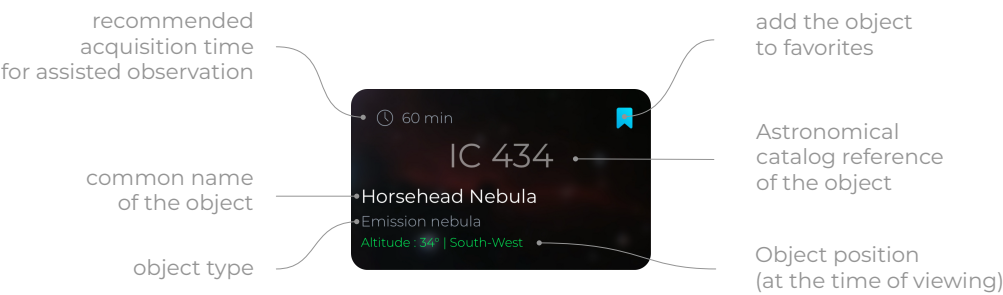 recommended
acquisition time
for assisted observation
add the object
to favorites
60 min
IC 434
Astronomical
catalog reference
of the object
common name
of the object
Horsehead Nebula
Emission nebula
Altitude : 34° | South-West
object type
Object position
(at the time of viewing)